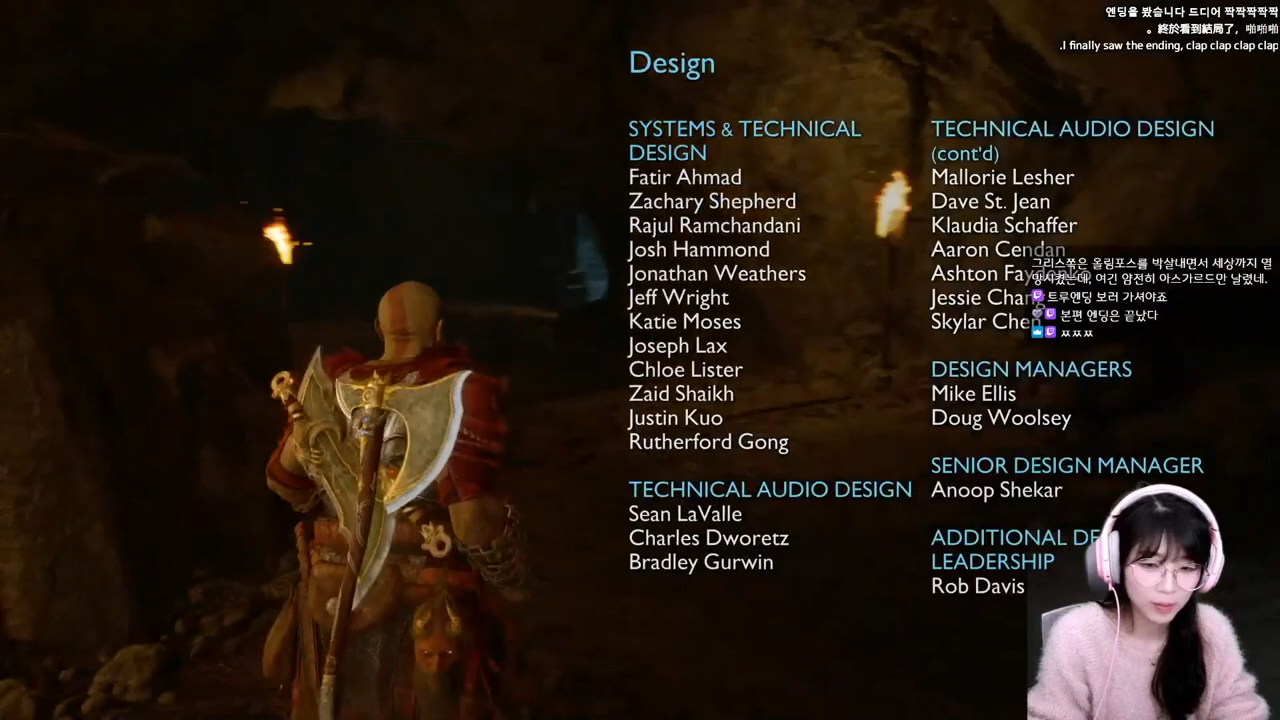 엔딩을 봤습니다 드디어 짝짝짝짝짝
。終於看到結局了，啪啪啪
.I finally saw the ending, clap clap clap clap
Design
SYSTEMS & TECHNICAL
DESIGN
Fatir Ahmad
Zachary Shepherd
Rajul Ramchandani
Josh Hammond
Jonathan Weathers
Jeff Wright
Katie Moses
Joseph Lax
Chloe Lister
Zaid Shaikh
Justin Kuo
Rutherford Gong
TECHNICAL AUDIO DESIGN
Sean LaValle
Charles Dworetz
Bradley Gurwin
TECHNICAL AUDIO DESIGN
(cont'd)
Mallorie Lesher
Dave St. Jean
Klaudia Schaffer
Aaron Cendan
Ashton
Jessie
Skylar
DESIGN MANAGERS
Mike Ellis
Doug Woolsey
SENIOR DESIGN MANAGER
Anoop Shekar
ADDITIONAL
LEADERSHIP
Rob Davis
그리스쪽은 올림포스를 박살내면서 세상까지 멸
망시켰는데, 여긴 얌전히 아스가르드만 날렸네.
트루엔딩 보러 가셔야죠
본편 엔딩은 끝났다
ㅉㅉㅉ